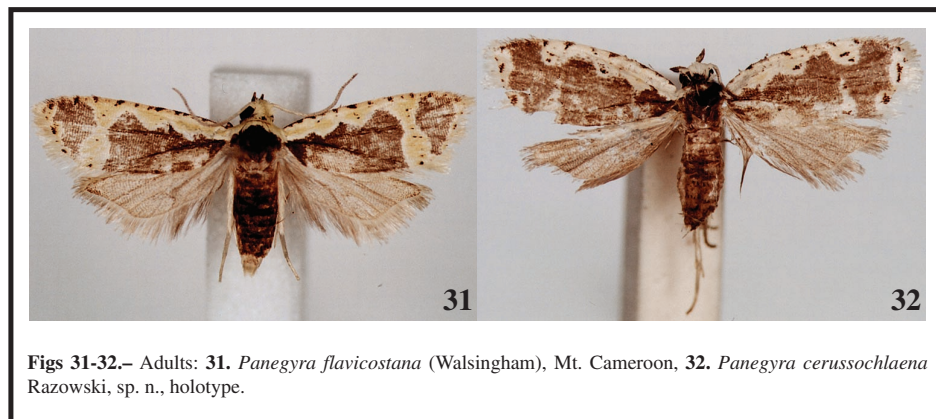 31
32
Figs 31-32.– Adults: 31. Panegyra flavicostana (Walsingham), Mt. Cameroon, 32. Panegyra cerussochlaena
Razowski, sp. n., holotype.